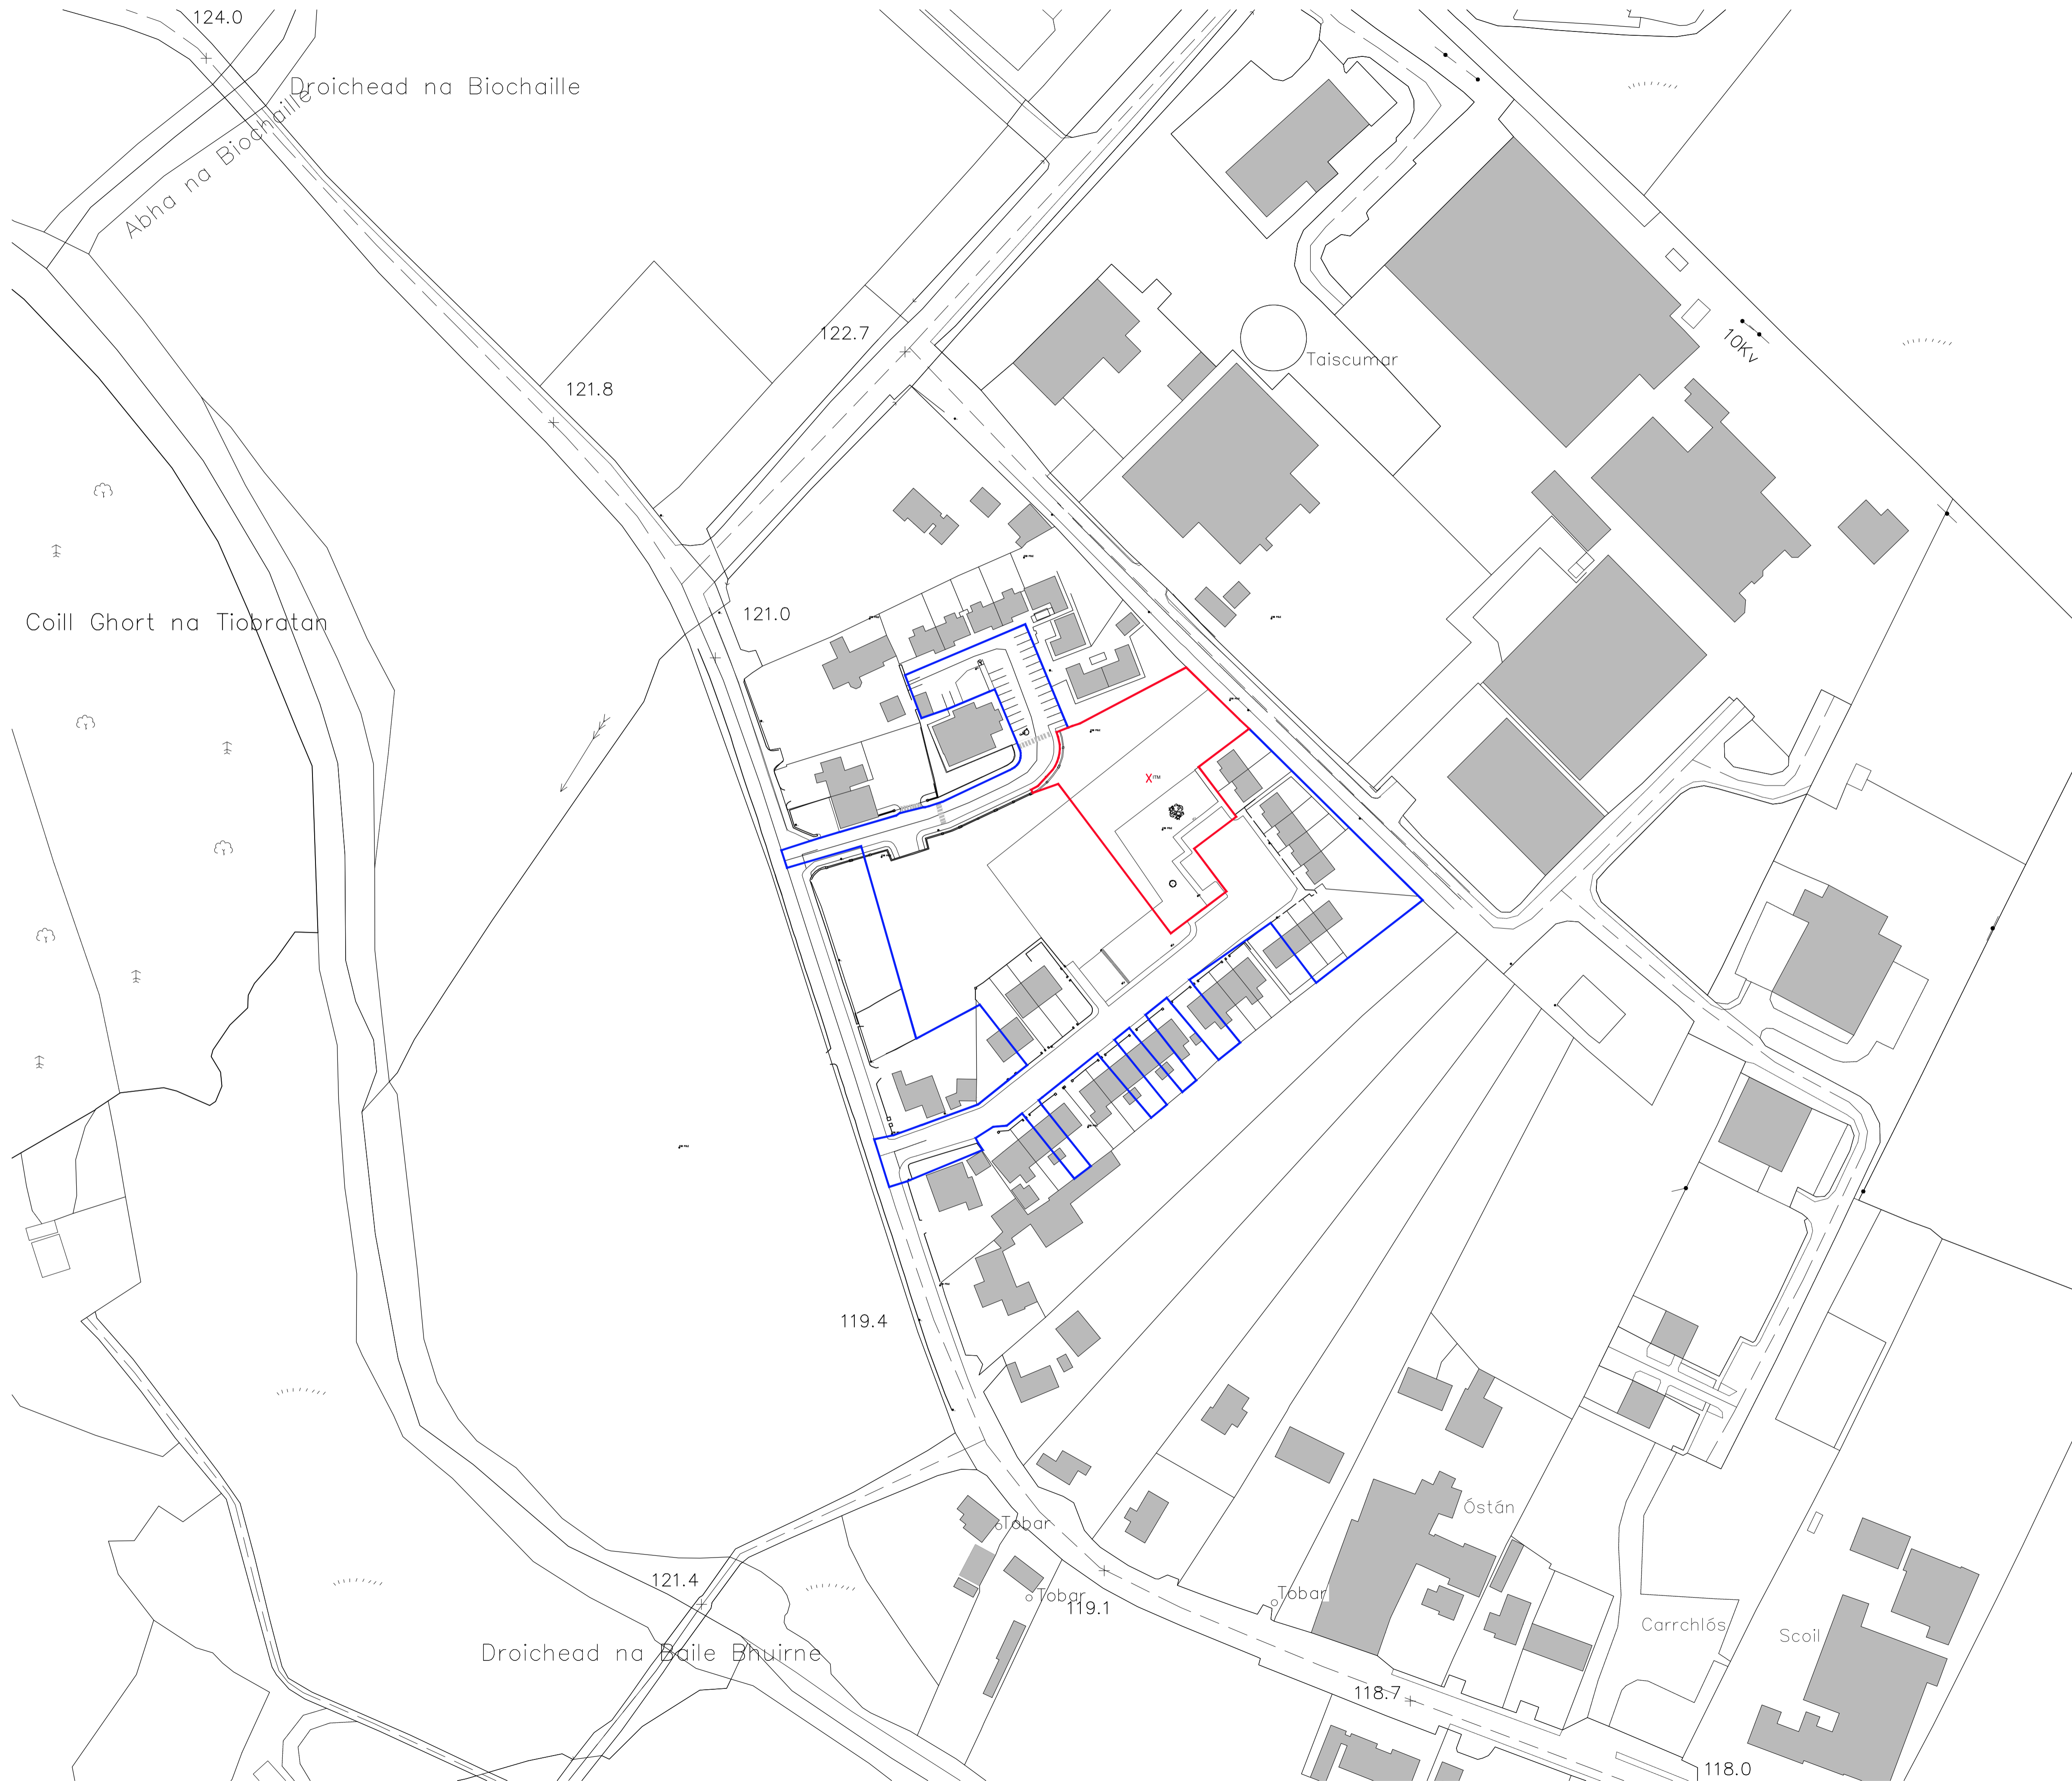 124.0
Droichead na Biochaille
Abha na Biochaille
122.7
Taiscumar
10Kv
121.8
121.0
Coill Ghort na Tiobratan
X ITM
119.4
Óstán
Tobar
121.4
Tobar
119.1
Tobar
Carrchlós
Scoil
Droichead na Baile Bhuirne
118.7
118.0